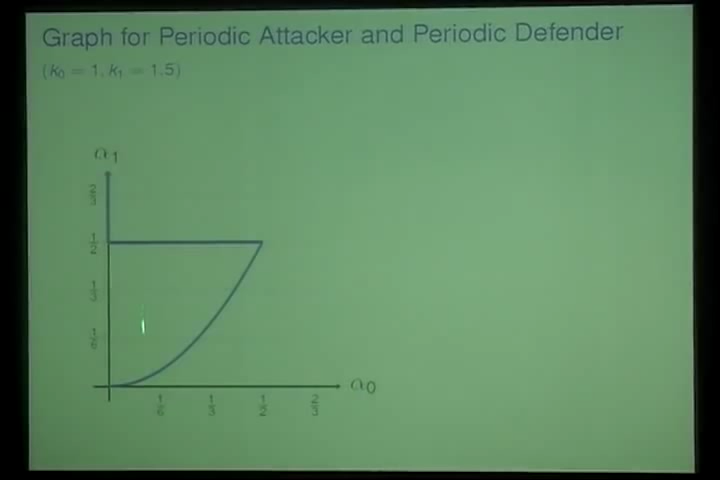 Graph for Periodic Attacker and Periodic Defender
(k₀ = 1, k₁ = 1.5)
α₁
2/3
1/2
1/3
1/6
α₀
1/6 1/3 1/2 2/3